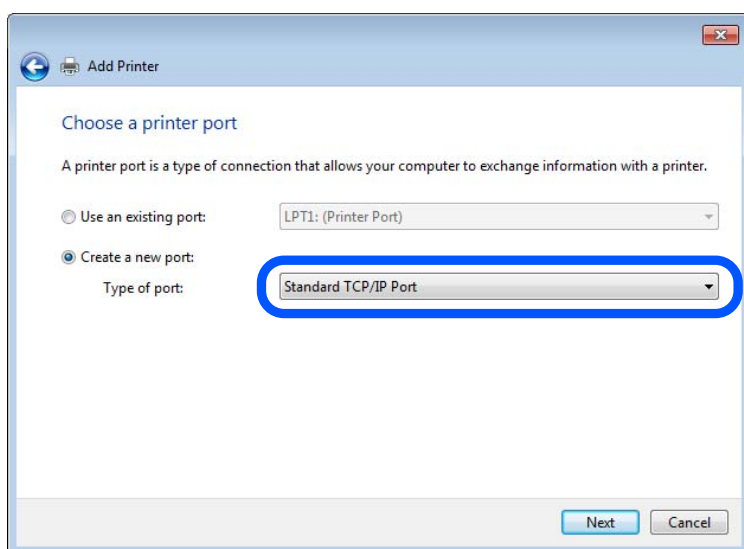 Add Printer
Choose a printer port
A printer port is a type of connection that allows your computer to exchange information with a printer.
Use an existing port: LPT1: (Printer Port)
Create a new port:
Type of port: Standard TCP/IP Port
Next Cancel